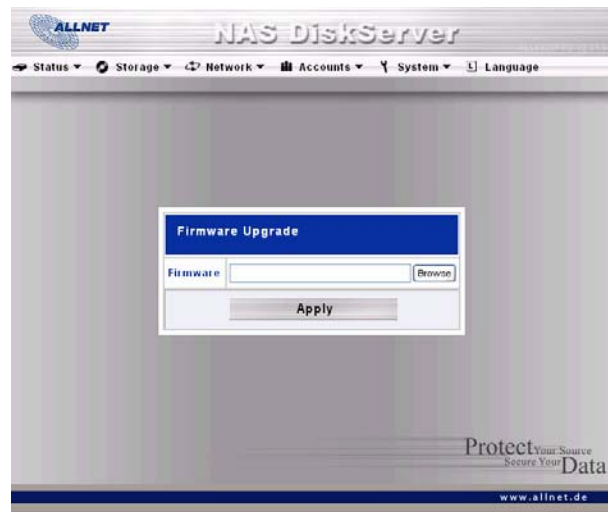 ALLNET
NAS DiskServer
Status Storage Network Accounts System Language
Firmware Upgrade
Firmware Browse
Apply
Protect Your Source
Secure Your Data
www.allnet.de